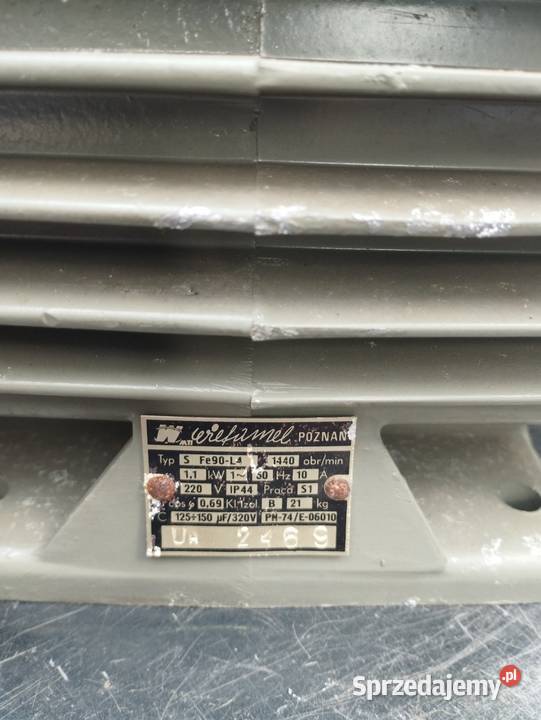 wiefamel POZNAŃ
Typ S Fe90-L4 1440 obr/min
1,1 kW 1~ 50 Hz 10 A
220 V IP44 Praca S1
cos φ 0,69 Kl.izol. B 21 kg
C 125÷150 µF/320V PN-74/E-06010
2469
Sprzedajemy.pl